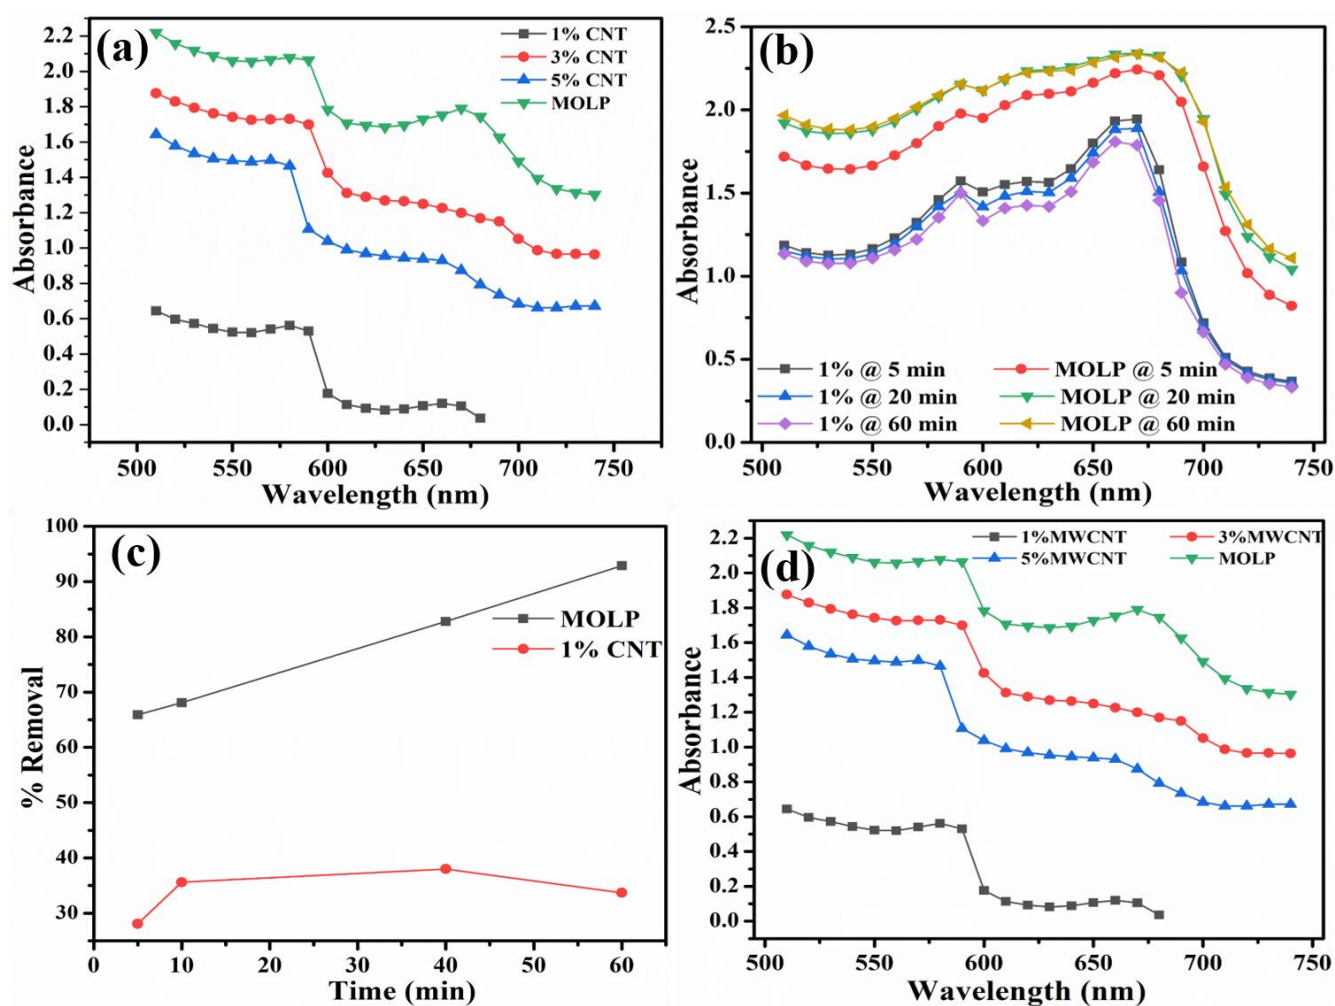 (a)
1% CNT
3% CNT
5% CNT
MOLP
2.2
2.0
1.8
1.6
1.4
1.2
1.0
0.8
0.6
0.4
0.2
0.0
Absorbance
500 550 600 650 700 750
Wavelength (nm)
(b)
2.5
2.0
1.5
1.0
0.5
0.0
Absorbance
1% @ 5 min MOLP @ 5 min
1% @ 20 min MOLP @ 20 min
1% @ 60 min MOLP @ 60 min
500 550 600 650 700 750
Wavelength (nm)
(c)
100
90
80
70
60
50
40
30
% Removal
MOLP
1% CNT
0 10 20 30 40 50 60
Time (min)
(d)
1%MWCNT 3%MWCNT
5%MWCNT MOLP
2.2
2.0
1.8
1.6
1.4
1.2
1.0
0.8
0.6
0.4
0.2
0.0
Absorbance
500 550 600 650 700 750
Wavelength (nm)